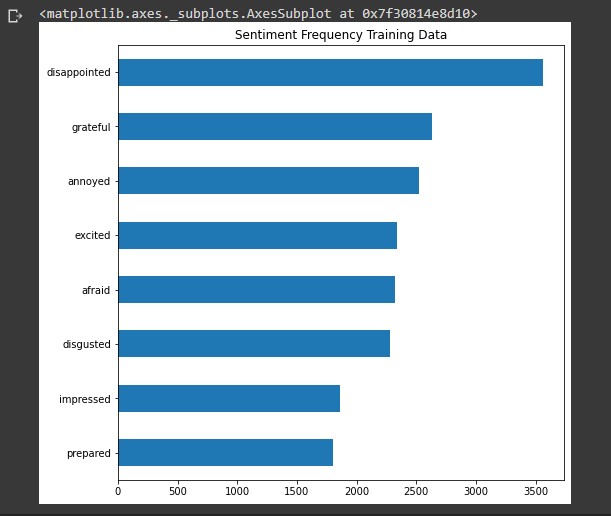 <matplotlib.axes._subplots.AxesSubplot at 0x7f30814e8d10>
Sentiment Frequency Training Data
disappointed
grateful
annoyed
excited
afraid
disgusted
impressed
prepared
0 500 1000 1500 2000 2500 3000 3500